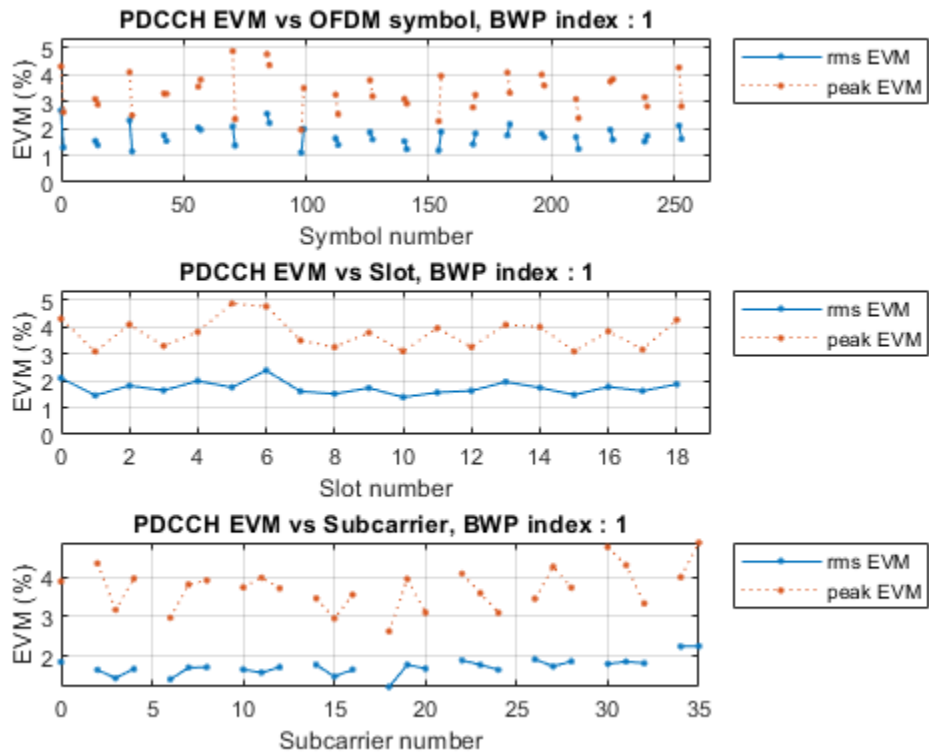 PDCCH EVM vs OFDM symbol, BWP index : 1
EVM (%)
5
4
3
2
1
0
0 50 100 150 200 250
Symbol number
rms EVM
peak EVM
PDCCH EVM vs Slot, BWP index : 1
EVM (%)
5
4
3
2
1
0
0 2 4 6 8 10 12 14 16 18
Slot number
rms EVM
peak EVM
PDCCH EVM vs Subcarrier, BWP index : 1
EVM (%)
4
3
2
0 5 10 15 20 25 30 35
Subcarrier number
rms EVM
peak EVM